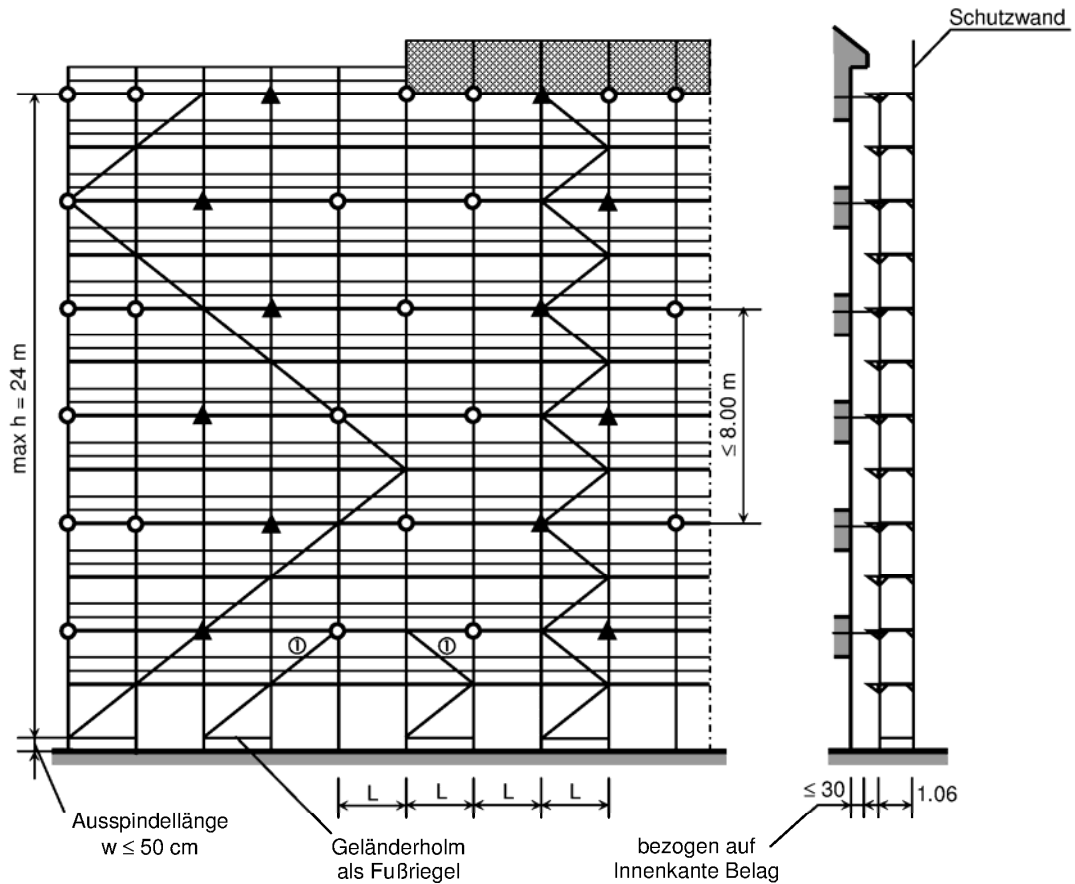 Schutzwand
max h = 24 m
≤ 8.00 m
①
①
L
L
L
L
≤ 30
1.06
Ausspindellänge
w ≤ 50 cm
Geländerholm
als Fußriegel
bezogen auf
Innenkante Belag